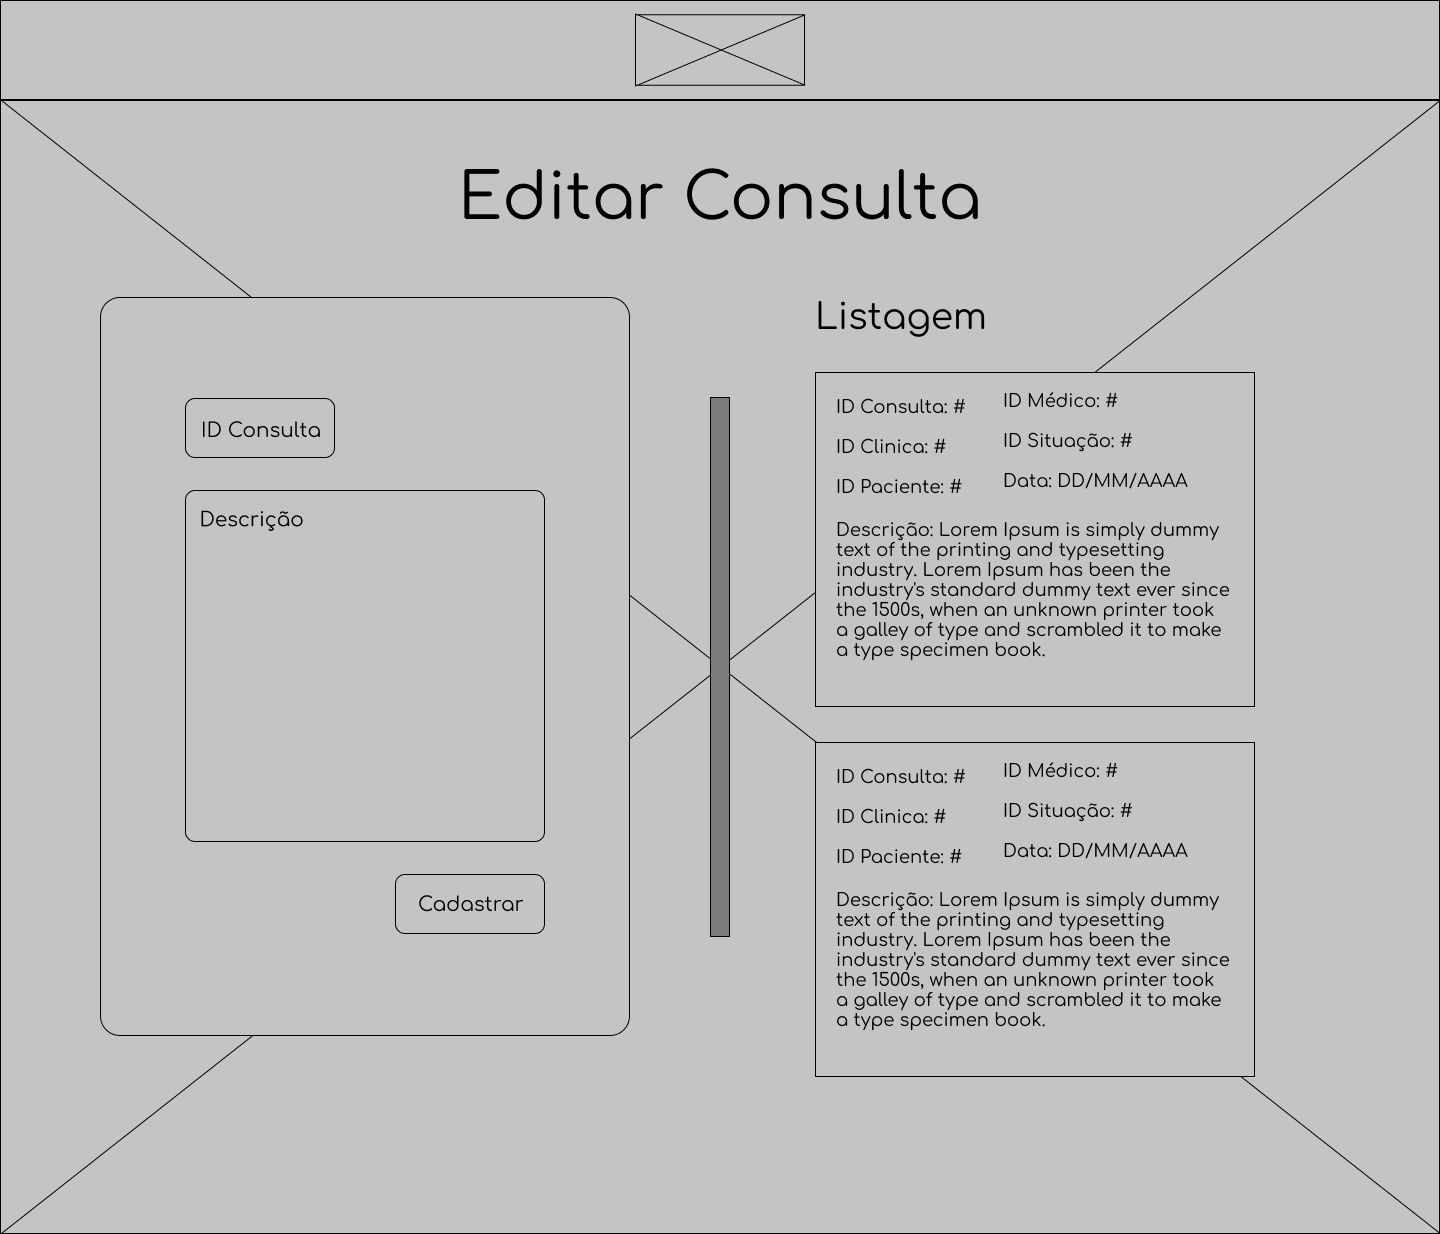 Editar Consulta
ID Consulta
Descrição
Cadastrar
Listagem
ID Consulta: #
ID Médico: #
ID Clinica: #
ID Situação: #
ID Paciente: #
Data: DD/MM/AAAA
Descrição: Lorem Ipsum is simply dummy
text of the printing and typesetting
industry. Lorem Ipsum has been the
industry's standard dummy text ever since
the 1500s, when an unknown printer took
a galley of type and scrambled it to make
a type specimen book.
ID Consulta: #
ID Médico: #
ID Clinica: #
ID Situação: #
ID Paciente: #
Data: DD/MM/AAAA
Descrição: Lorem Ipsum is simply dummy
text of the printing and typesetting
industry. Lorem Ipsum has been the
industry's standard dummy text ever since
the 1500s, when an unknown printer took
a galley of type and scrambled it to make
a type specimen book.